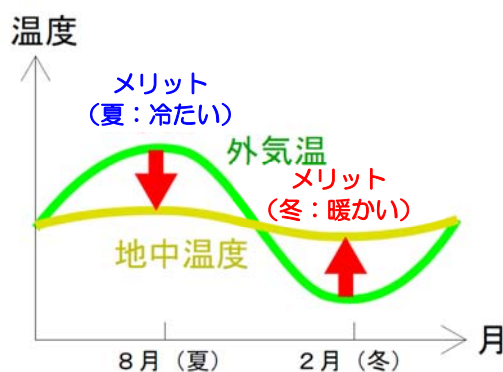 温度
メリット
（夏：冷たい）
外気温
メリット
（冬：暖かい）
地中温度
月
８月（夏）
２月（冬）